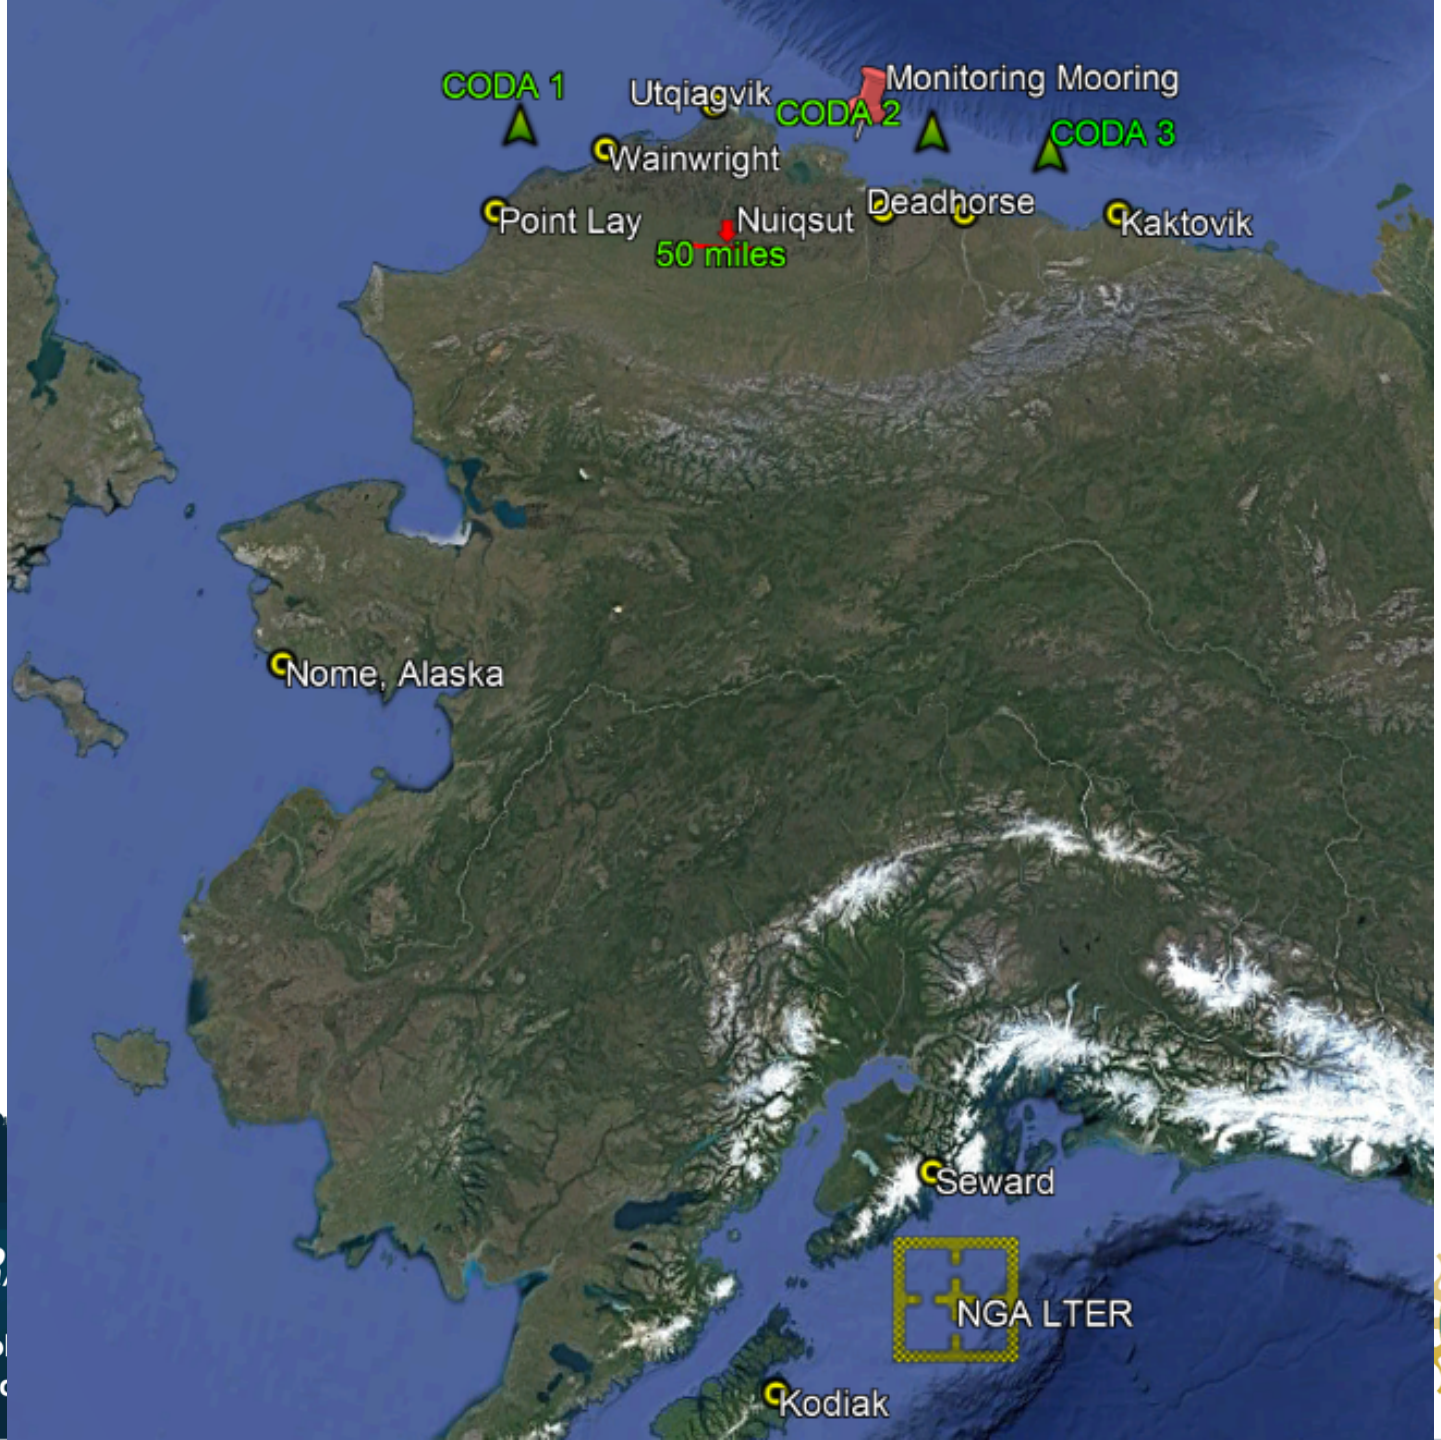 CODA 1
Utqiagvik
Monitoring Mooring
CODA 2
CODA 3
Wainwright
Point Lay
Nuiqsut
Deadhorse
Kaktovik
50 miles
Nome, Alaska
Seward
NGA LTER
Kodiak